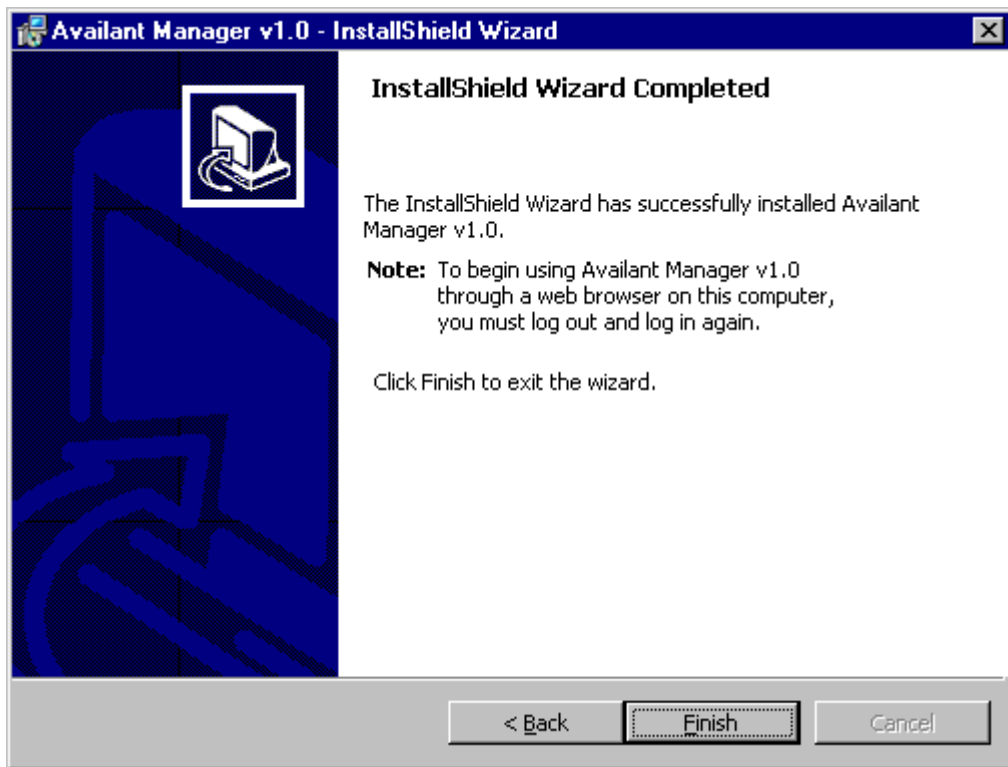 Availant Manager v1.0 - InstallShield Wizard
InstallShield Wizard Completed
The InstallShield Wizard has successfully installed Availant
Manager v1.0.
Note: To begin using Availant Manager v1.0
through a web browser on this computer,
you must log out and log in again.
Click Finish to exit the wizard.
< Back Finish Cancel